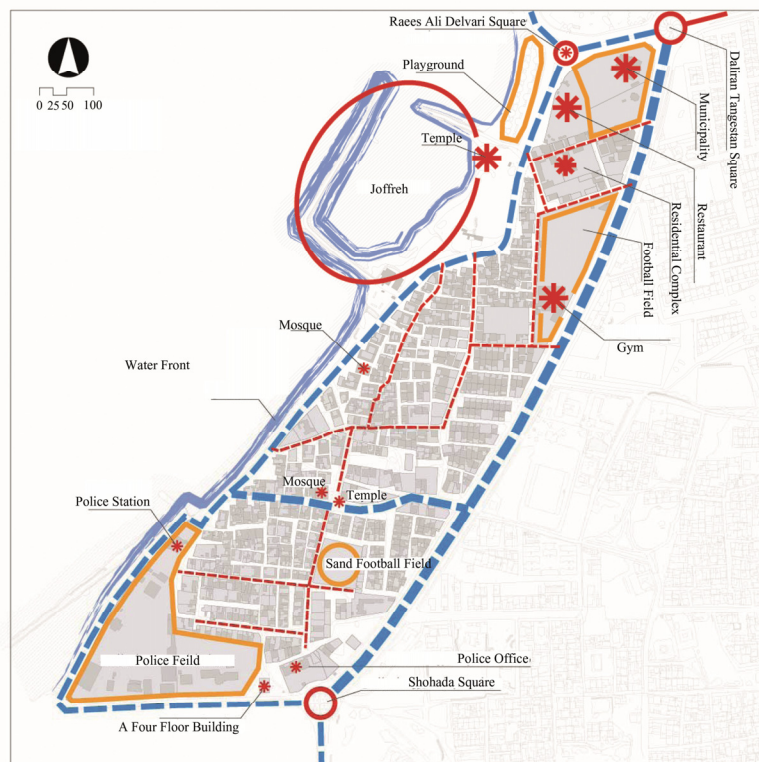 Raees Ali Delvari Square
Playground
Daliran Tangestan Square
Municipality
0 25 50 100
Temple
Joffreh
Restaurant
Residential Complex
Football Field
Mosque
Gym
Water Front
Mosque
Temple
Police Station
Sand Football Field
Police Feild
Police Office
Shohada Square
A Four Floor Building